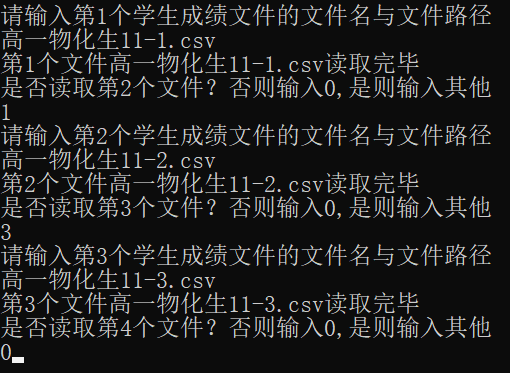 请输入第1个学生成绩文件的文件名与文件路径
高一物化生11-1.csv
第1个文件高一物化生11-1.csv读取完毕
是否读取第2个文件？否则输入0,是则输入其他
1
请输入第2个学生成绩文件的文件名与文件路径
高一物化生11-2.csv
第2个文件高一物化生11-2.csv读取完毕
是否读取第3个文件？否则输入0,是则输入其他
3
请输入第3个学生成绩文件的文件名与文件路径
高一物化生11-3.csv
第3个文件高一物化生11-3.csv读取完毕
是否读取第4个文件？否则输入0,是则输入其他
0